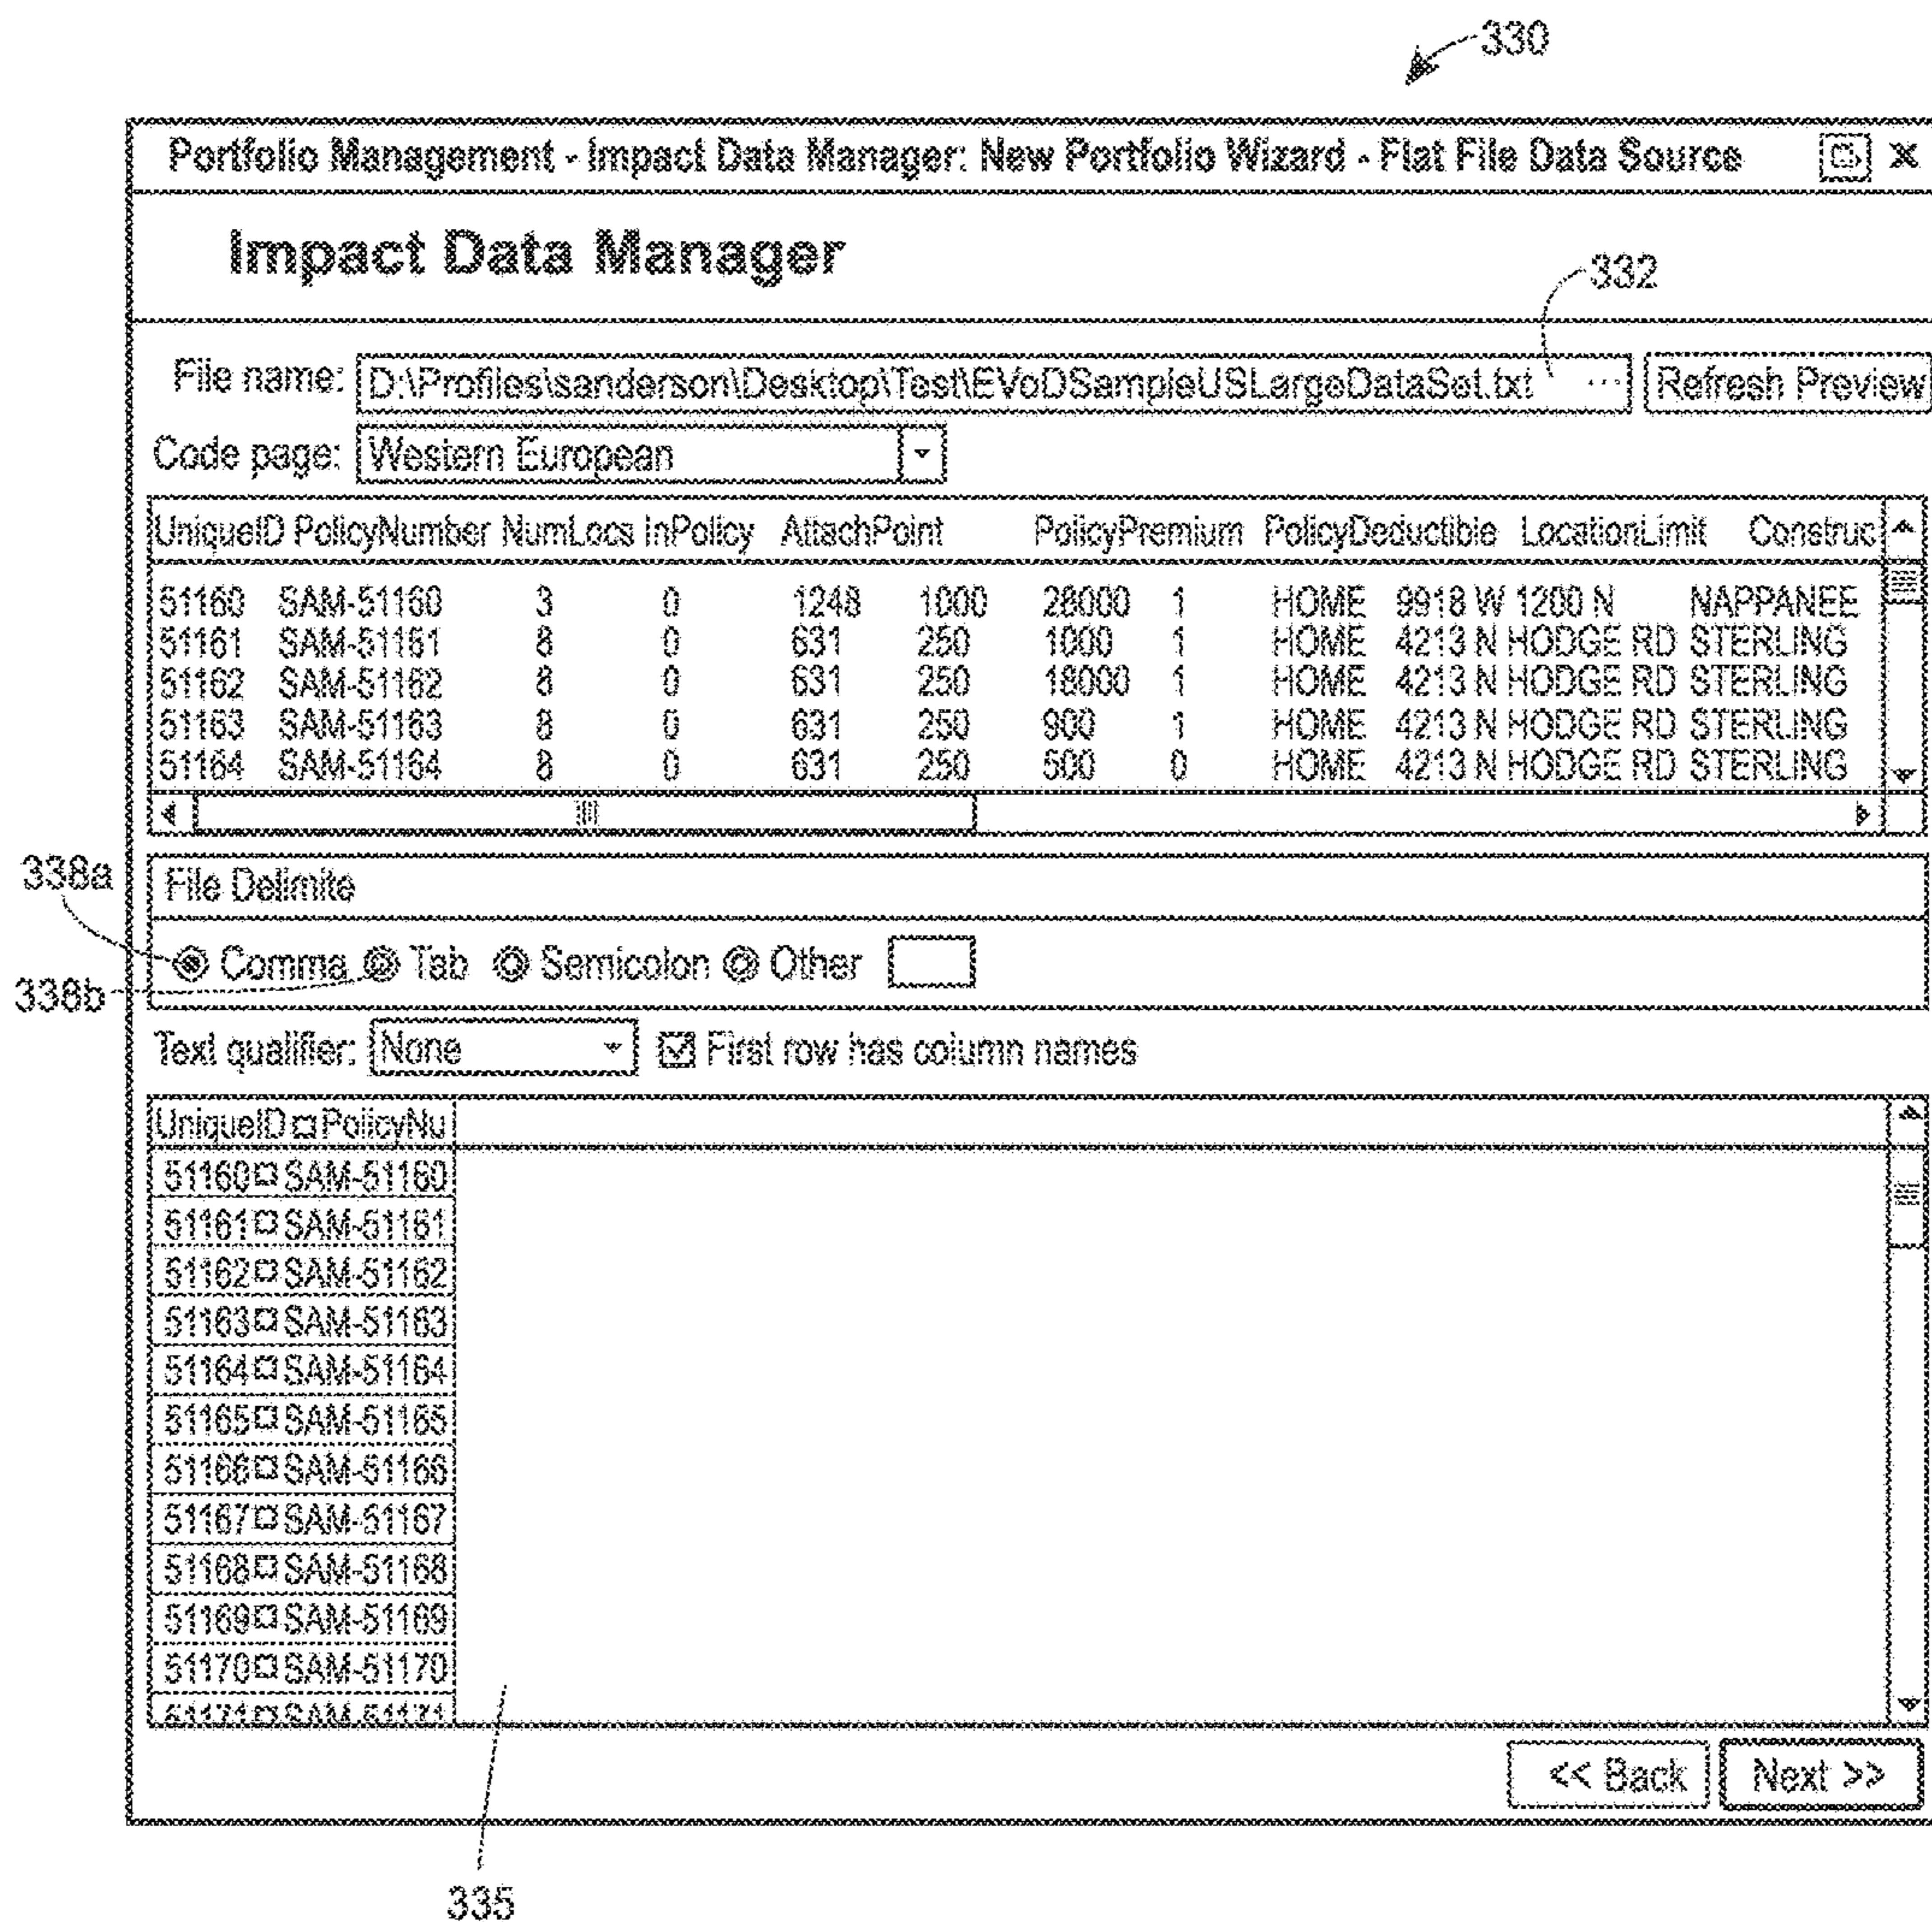 330
Portfolio Management - Impact Data Manager: New Portfolio Wizard - Flat File Data Source
Impact Data Manager
332
File name: D:\Profiles\sanderson\Desktop\Test\EVoDSampleUSLargeDataSet.txt ... Refresh Preview
Code page: Western European
UniqueID PolicyNumber NumLocs InPolicy AttachPoint PolicyPremium PolicyDeductible LocationLimit Construc
51160 SAM-51160 3 0 1248 1000 28000 1 HOME 9918 W 1200 N NAPPANEE
51161 SAM-51161 8 0 631 250 1000 1 HOME 4213 N HODGE RD STERLING
51162 SAM-51162 8 0 631 250 18000 1 HOME 4213 N HODGE RD STERLING
51163 SAM-51163 8 0 631 250 900 1 HOME 4213 N HODGE RD STERLING
51164 SAM-51164 8 0 631 250 500 0 HOME 4213 N HODGE RD STERLING
338a
File Delimite
Comma Tab Semicolon Other
338b
Text qualifier: None First row has column names
UniqueID□PolicyNu
51160□SAM-51160
51161□SAM-51161
51162□SAM-51162
51163□SAM-51163
51164□SAM-51164
51165□SAM-51165
51166□SAM-51166
51167□SAM-51167
51168□SAM-51168
51169□SAM-51169
51170□SAM-51170
51171□SAM-51171
<< Back Next >>
335